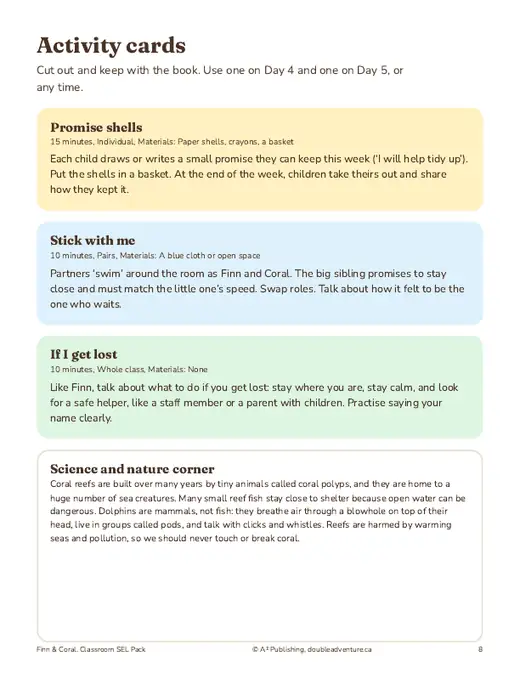 Activity cards
Cut out and keep with the book. Use one on Day 4 and one on Day 5, or
any time.
Promise shells
15 minutes, Individual, Materials: Paper shells, crayons, a basket
Each child draws or writes a small promise they can keep this week (‘I will help tidy up’).
Put the shells in a basket. At the end of the week, children take theirs out and share
how they kept it.
Stick with me
10 minutes, Pairs, Materials: A blue cloth or open space
Partners ‘swim’ around the room as Finn and Coral. The big sibling promises to stay
close and must match the little one’s speed. Swap roles. Talk about how it felt to be the
one who waits.
If I get lost
10 minutes, Whole class, Materials: None
Like Finn, talk about what to do if you get lost: stay where you are, stay calm, and look
for a safe helper, like a staff member or a parent with children. Practise saying your
name clearly.
Science and nature corner
Coral reefs are built over many years by tiny animals called coral polyps, and they are home to a
huge number of sea creatures. Many small reef fish stay close to shelter because open water can be
dangerous. Dolphins are mammals, not fish: they breathe air through a blowhole on top of their
head, live in groups called pods, and talk with clicks and whistles. Reefs are harmed by warming
seas and pollution, so we should never touch or break coral.
Finn & Coral. Classroom SEL Pack © A² Publishing, doubleadventure.ca 8